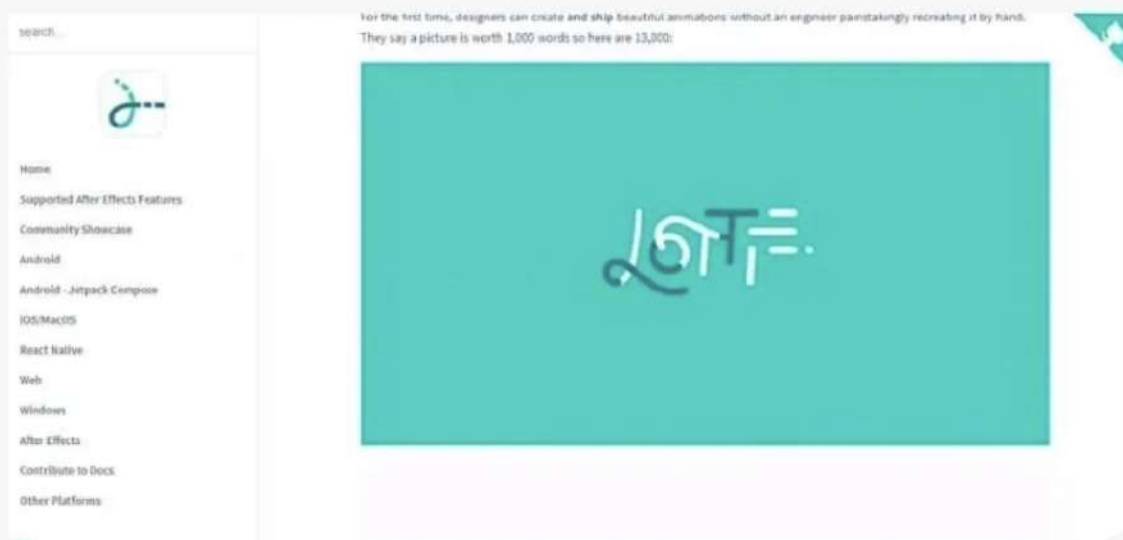 search...
Home
Supported After Effects Features
Community Showcase
Android
Android - Jetpack Compose
iOS/MacOS
React Native
Web
Windows
After Effects
Contribute to Docs
Other Platforms
For the first time, designers can create and ship beautiful animations without an engineer painstakingly recreating it by hand.
They say a picture is worth 1,000 words so here are 13,000:
LOTTIE